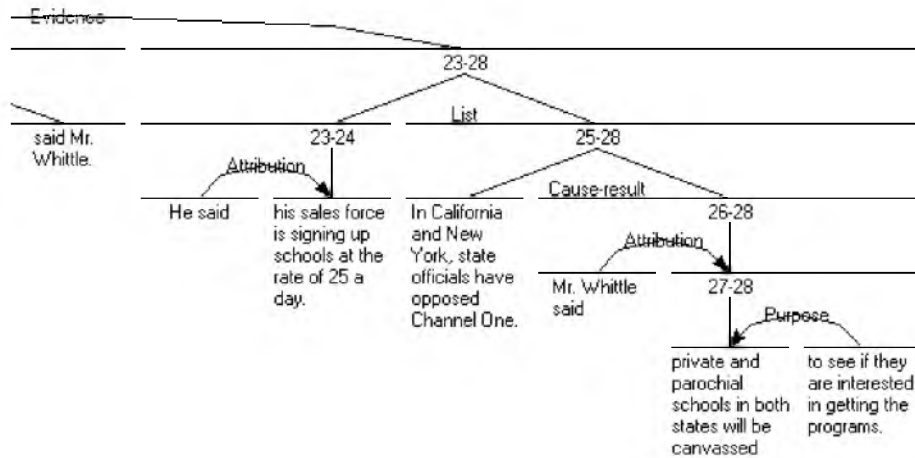 Evidence
23-28
List
said Mr.
Whittle.
23-24
25-28
Attribution
Cause-result
He said
his sales force
is signing up
schools at the
rate of 25 a
day.
In California
and New
York, state
officials have
opposed
Channel One.
26-28
Attribution
Mr. Whittle
said
27-28
Purpose
private and
parochial
schools in both
states will be
canvassed
to see if they
are interested
in getting the
programs.